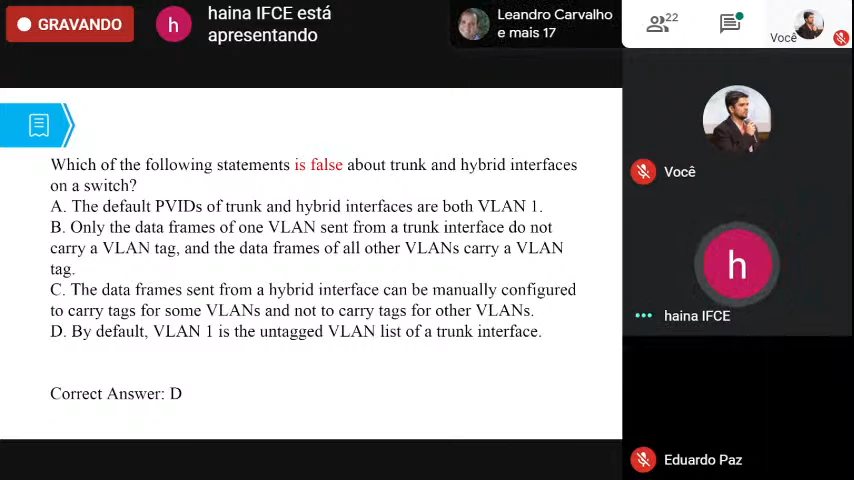 GRAVANDO
h
haina IFCE está
apresentando
Leandro Carvalho
e mais 17
22
Você
Which of the following statements is false about trunk and hybrid interfaces
on a switch?
A. The default PVIDs of trunk and hybrid interfaces are both VLAN 1.
B. Only the data frames of one VLAN sent from a trunk interface do not
carry a VLAN tag, and the data frames of all other VLANs carry a VLAN
tag.
C. The data frames sent from a hybrid interface can be manually configured
to carry tags for some VLANs and not to carry tags for other VLANs.
D. By default, VLAN 1 is the untagged VLAN list of a trunk interface.
Correct Answer: D
Você
h
haina IFCE
Eduardo Paz